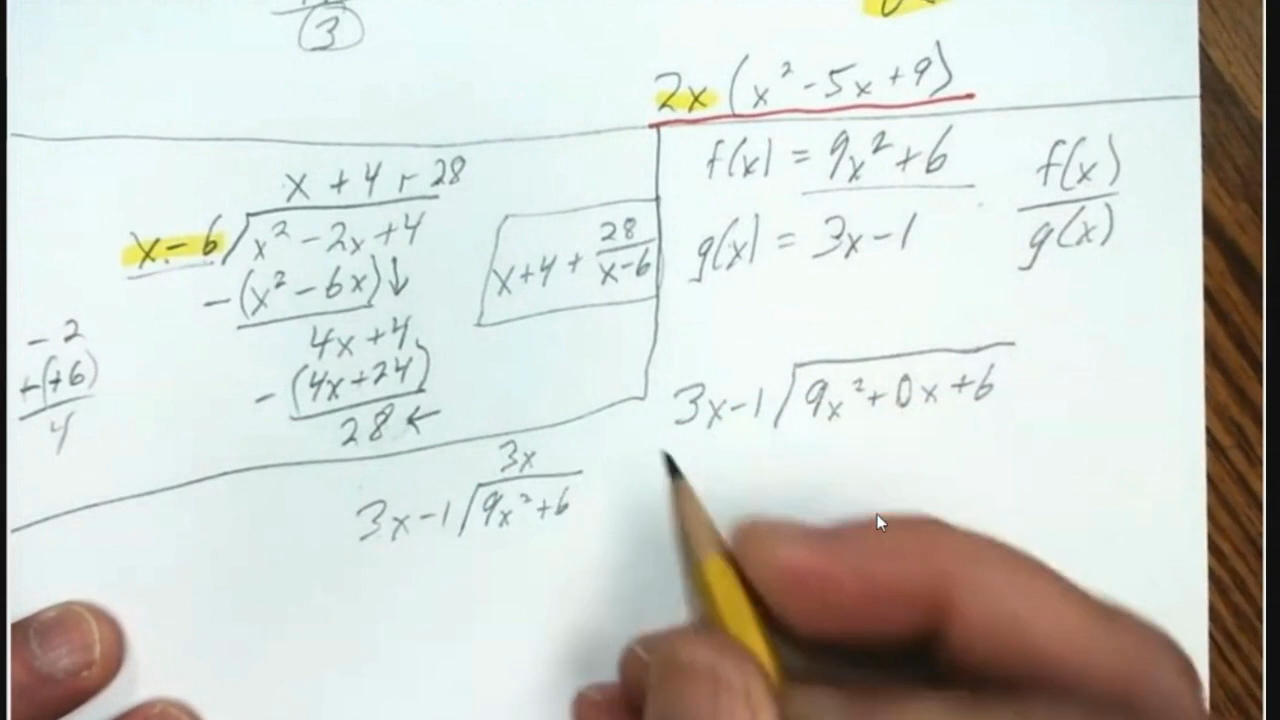 3
2x (x² - 5x + 9)
x + 4 r 28
x - 6 x² - 2x + 4
-(x² - 6x) ↓
4x + 4
-(4x + 24)
28 ←
x + 4 + 28/(x - 6)
- 2
+(+6)
4
f(x) = 9x² + 6
g(x) = 3x - 1
f(x)
g(x)
3x - 1 9x² + 0x + 6
3x
3x - 1 9x² + 6